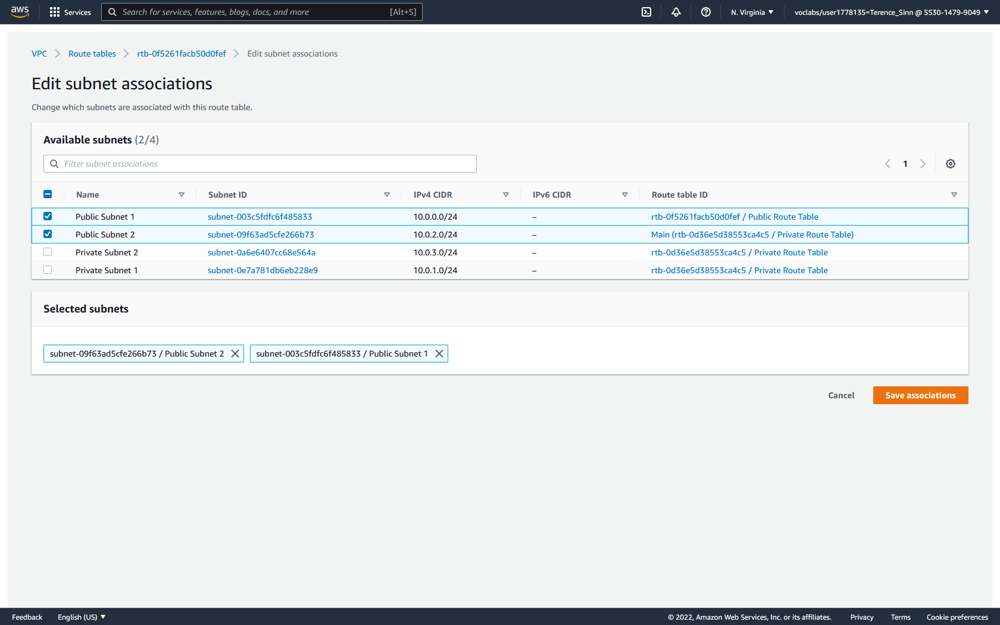 aws Services Search for services, features, blogs, docs, and more [Alt+S] N. Virginia voclabs/user1778135=Terence_Sinn @ 5530-1479-9049
VPC Route tables rtb-0f5261facb50d0fef Edit subnet associations
Edit subnet associations
Change which subnets are associated with this route table.
Available subnets (2/4)
Filter subnet associations 1
Name Subnet ID IPv4 CIDR IPv6 CIDR Route table ID
Public Subnet 1 subnet-003c5fdfc6f485833 10.0.0.0/24 – rtb-0f5261facb50d0fef / Public Route Table
Public Subnet 2 subnet-09f63ad5cfe266b73 10.0.2.0/24 – Main (rtb-0d36e5d38553ca4c5 / Private Route Table)
Private Subnet 2 subnet-0a6e6407cc68e564a 10.0.3.0/24 – rtb-0d36e5d38553ca4c5 / Private Route Table
Private Subnet 1 subnet-0e7a781db6eb228e9 10.0.1.0/24 – rtb-0d36e5d38553ca4c5 / Private Route Table
Selected subnets
subnet-09f63ad5cfe266b73 / Public Subnet 2 subnet-003c5fdfc6f485833 / Public Subnet 1
Cancel Save associations
Feedback English (US) © 2022, Amazon Web Services, Inc. or its affiliates. Privacy Terms Cookie preferences